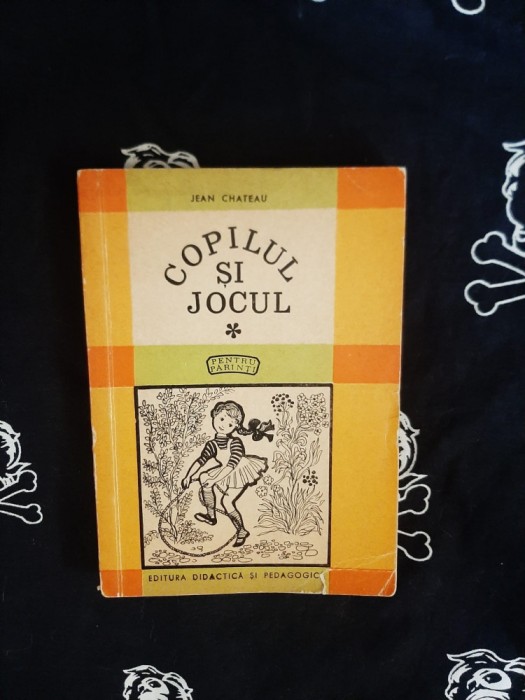 JEAN CHATEAU
COPILUL
ȘI
JOCUL
*
PENTRU
PĂRINȚI
EDITURA DIDACTICĂ ȘI PEDAGOGIC